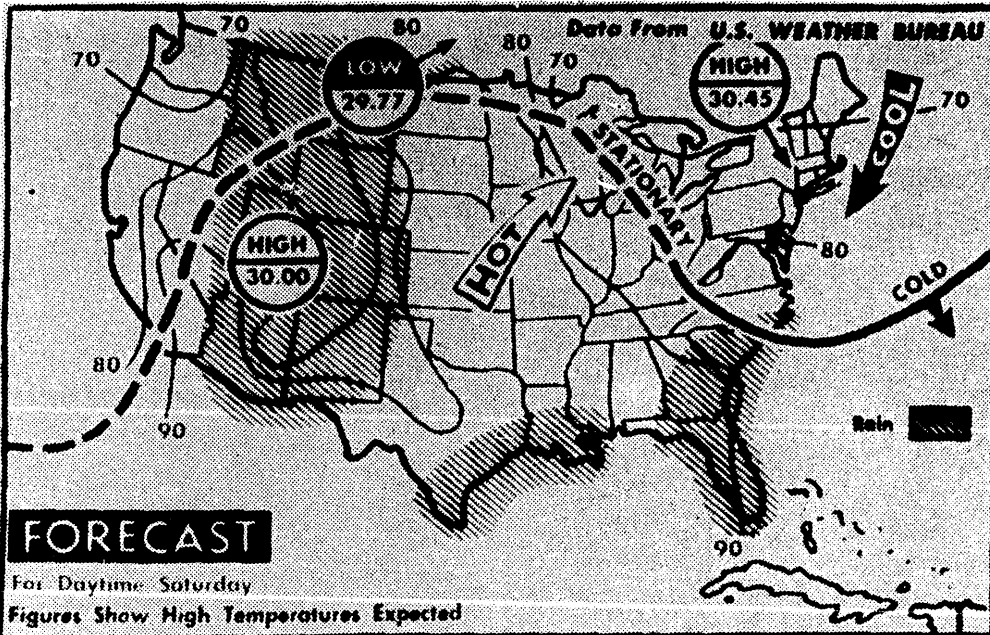 Data From U.S. WEATHER BUREAU
70
70
80
80
70
70
LOW
29.77
HIGH
30.45
COOL
STATIONARY
HOT
HIGH
30.00
80
COLD
80
90
Rain
90
FORECAST
For Daytime Saturday
Figures Show High Temperatures Expected